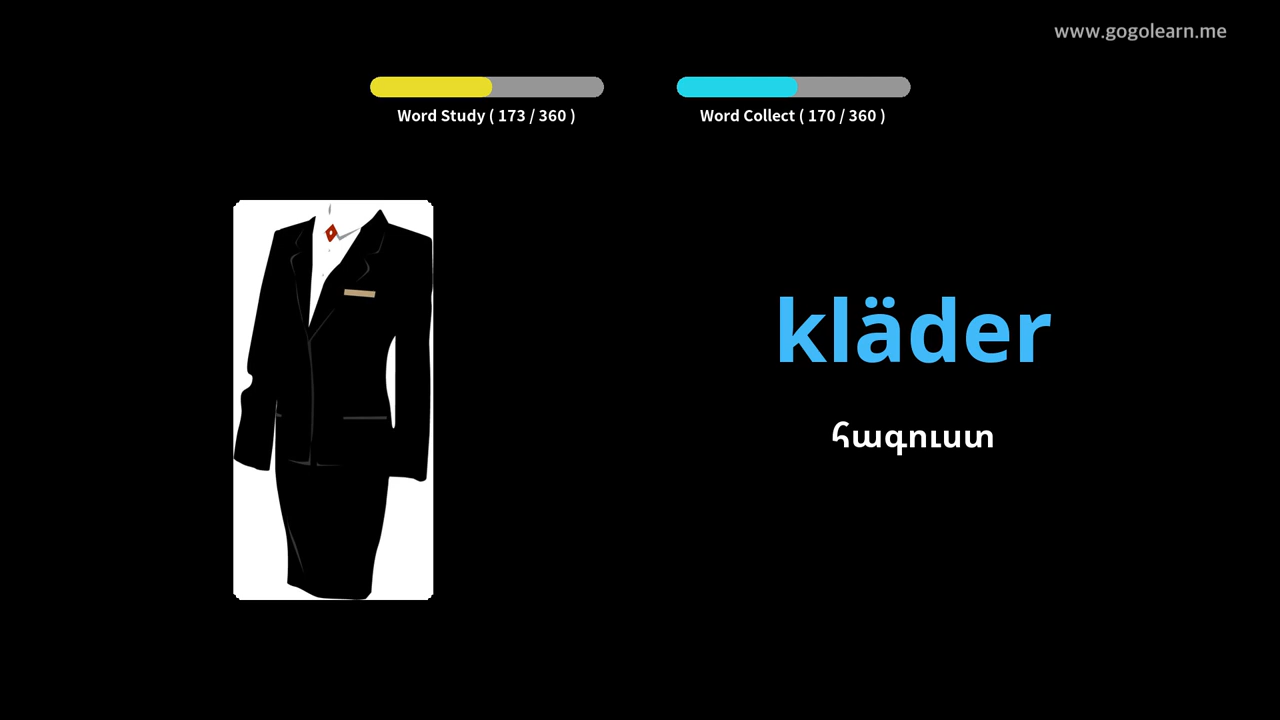 www.gogolearn.me
Word Study ( 173 / 360 )
Word Collect ( 170 / 360 )
kläder
հագուստ